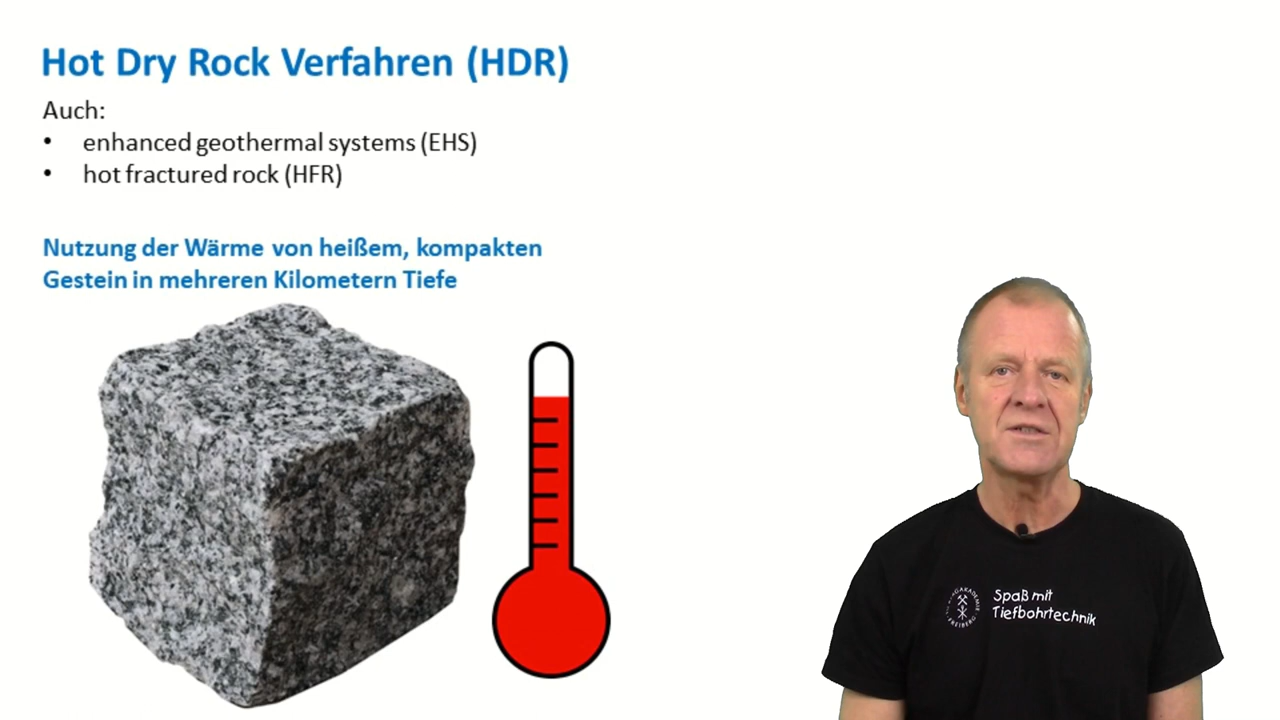 Hot Dry Rock Verfahren (HDR)
Auch:
• enhanced geothermal systems (EHS)
• hot fractured rock (HFR)
Nutzung der Wärme von heißem, kompakten
Gestein in mehreren Kilometern Tiefe
Spaß mit
Tiefbohrtechnik